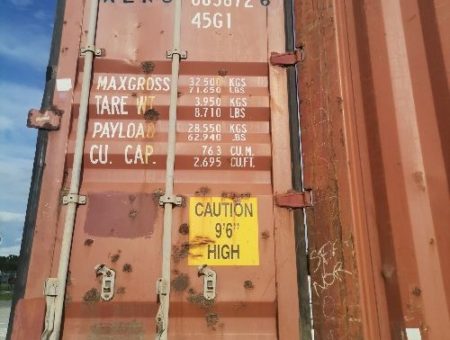 45G1
MAXGROSS 32.500 KGS
71.650 LBS
TARE WT. 3.950 KGS
8.710 LBS
PAYLOAD 28.550 KGS
62.940 LBS
CU. CAP. 76.3 CU.M.
2.695 CU.FT.
CAUTION
9'6"
HIGH